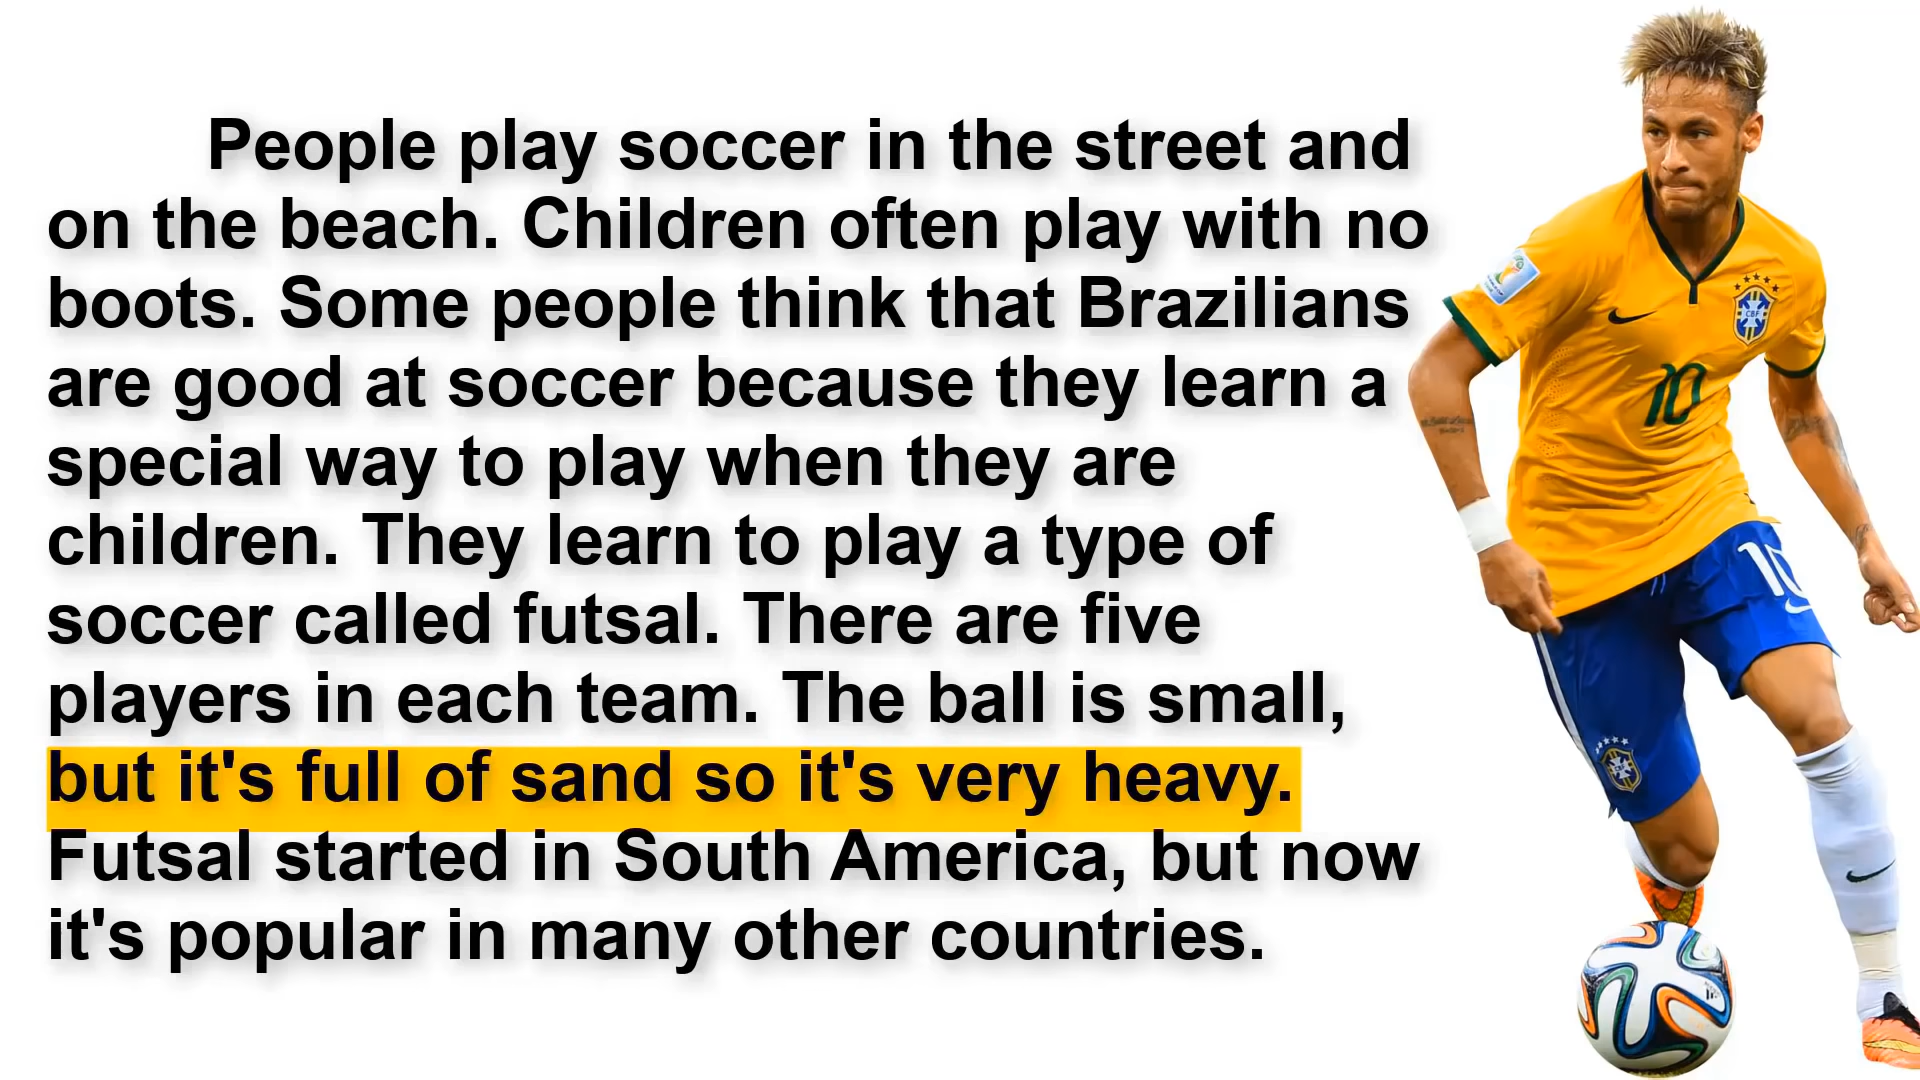 People play soccer in the street and
on the beach. Children often play with no
boots. Some people think that Brazilians
are good at soccer because they learn a
special way to play when they are
children. They learn to play a type of
soccer called futsal. There are five
players in each team. The ball is small,
but it's full of sand so it's very heavy.
Futsal started in South America, but now
it's popular in many other countries.
CBF
10
10